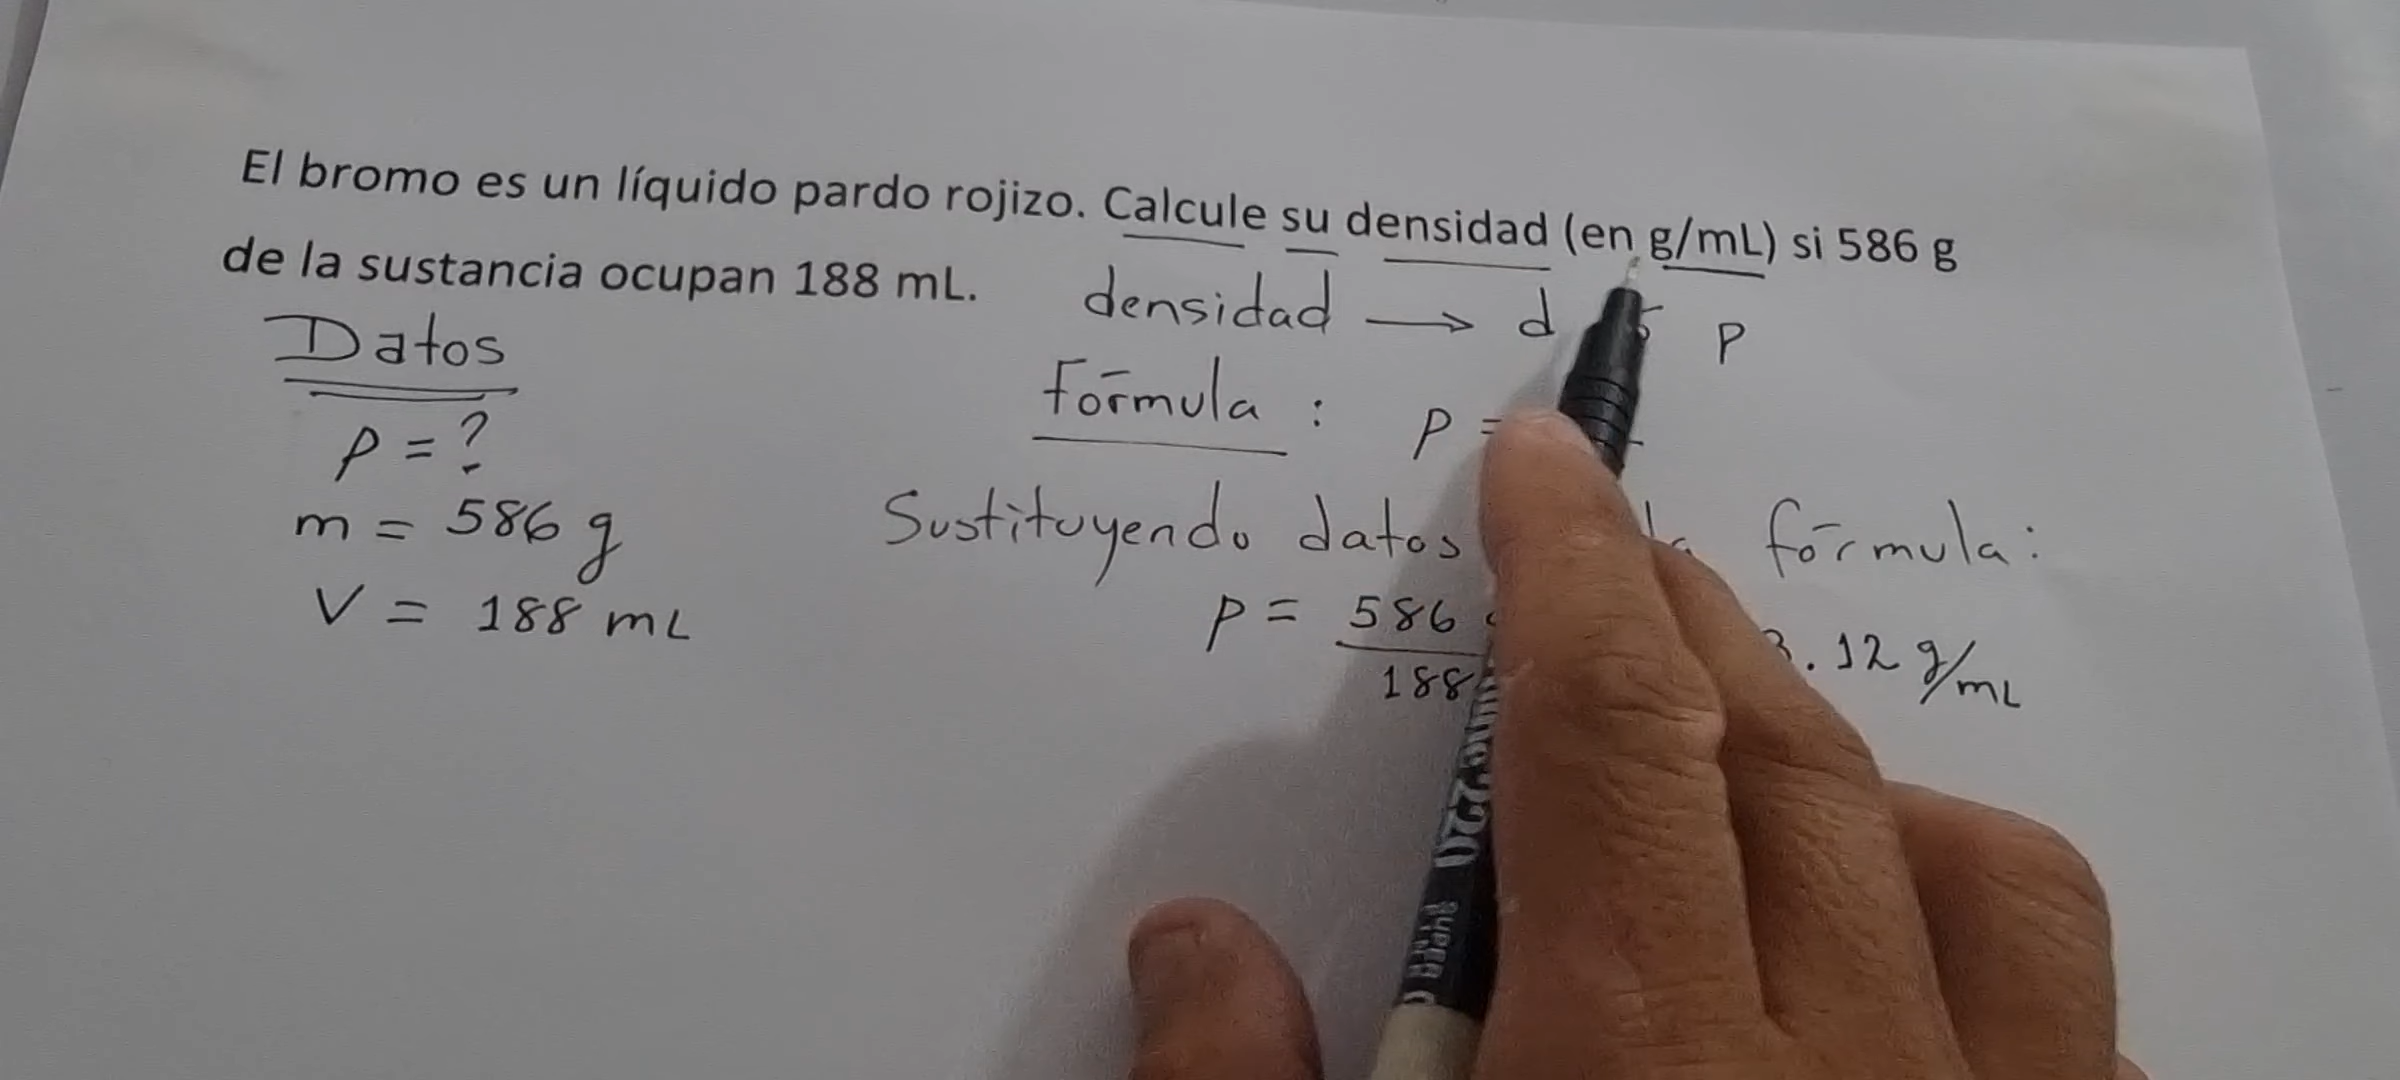 El bromo es un líquido pardo rojizo. Calcule su densidad (en g/mL) si 586 g
de la sustancia ocupan 188 mL.
densidad → d ρ
Datos
ρ = ?
m = 586 g
V = 188 mL
Fórmula : ρ =
Sustituyendo datos fórmula:
ρ = 586
188
3.12 g/mL